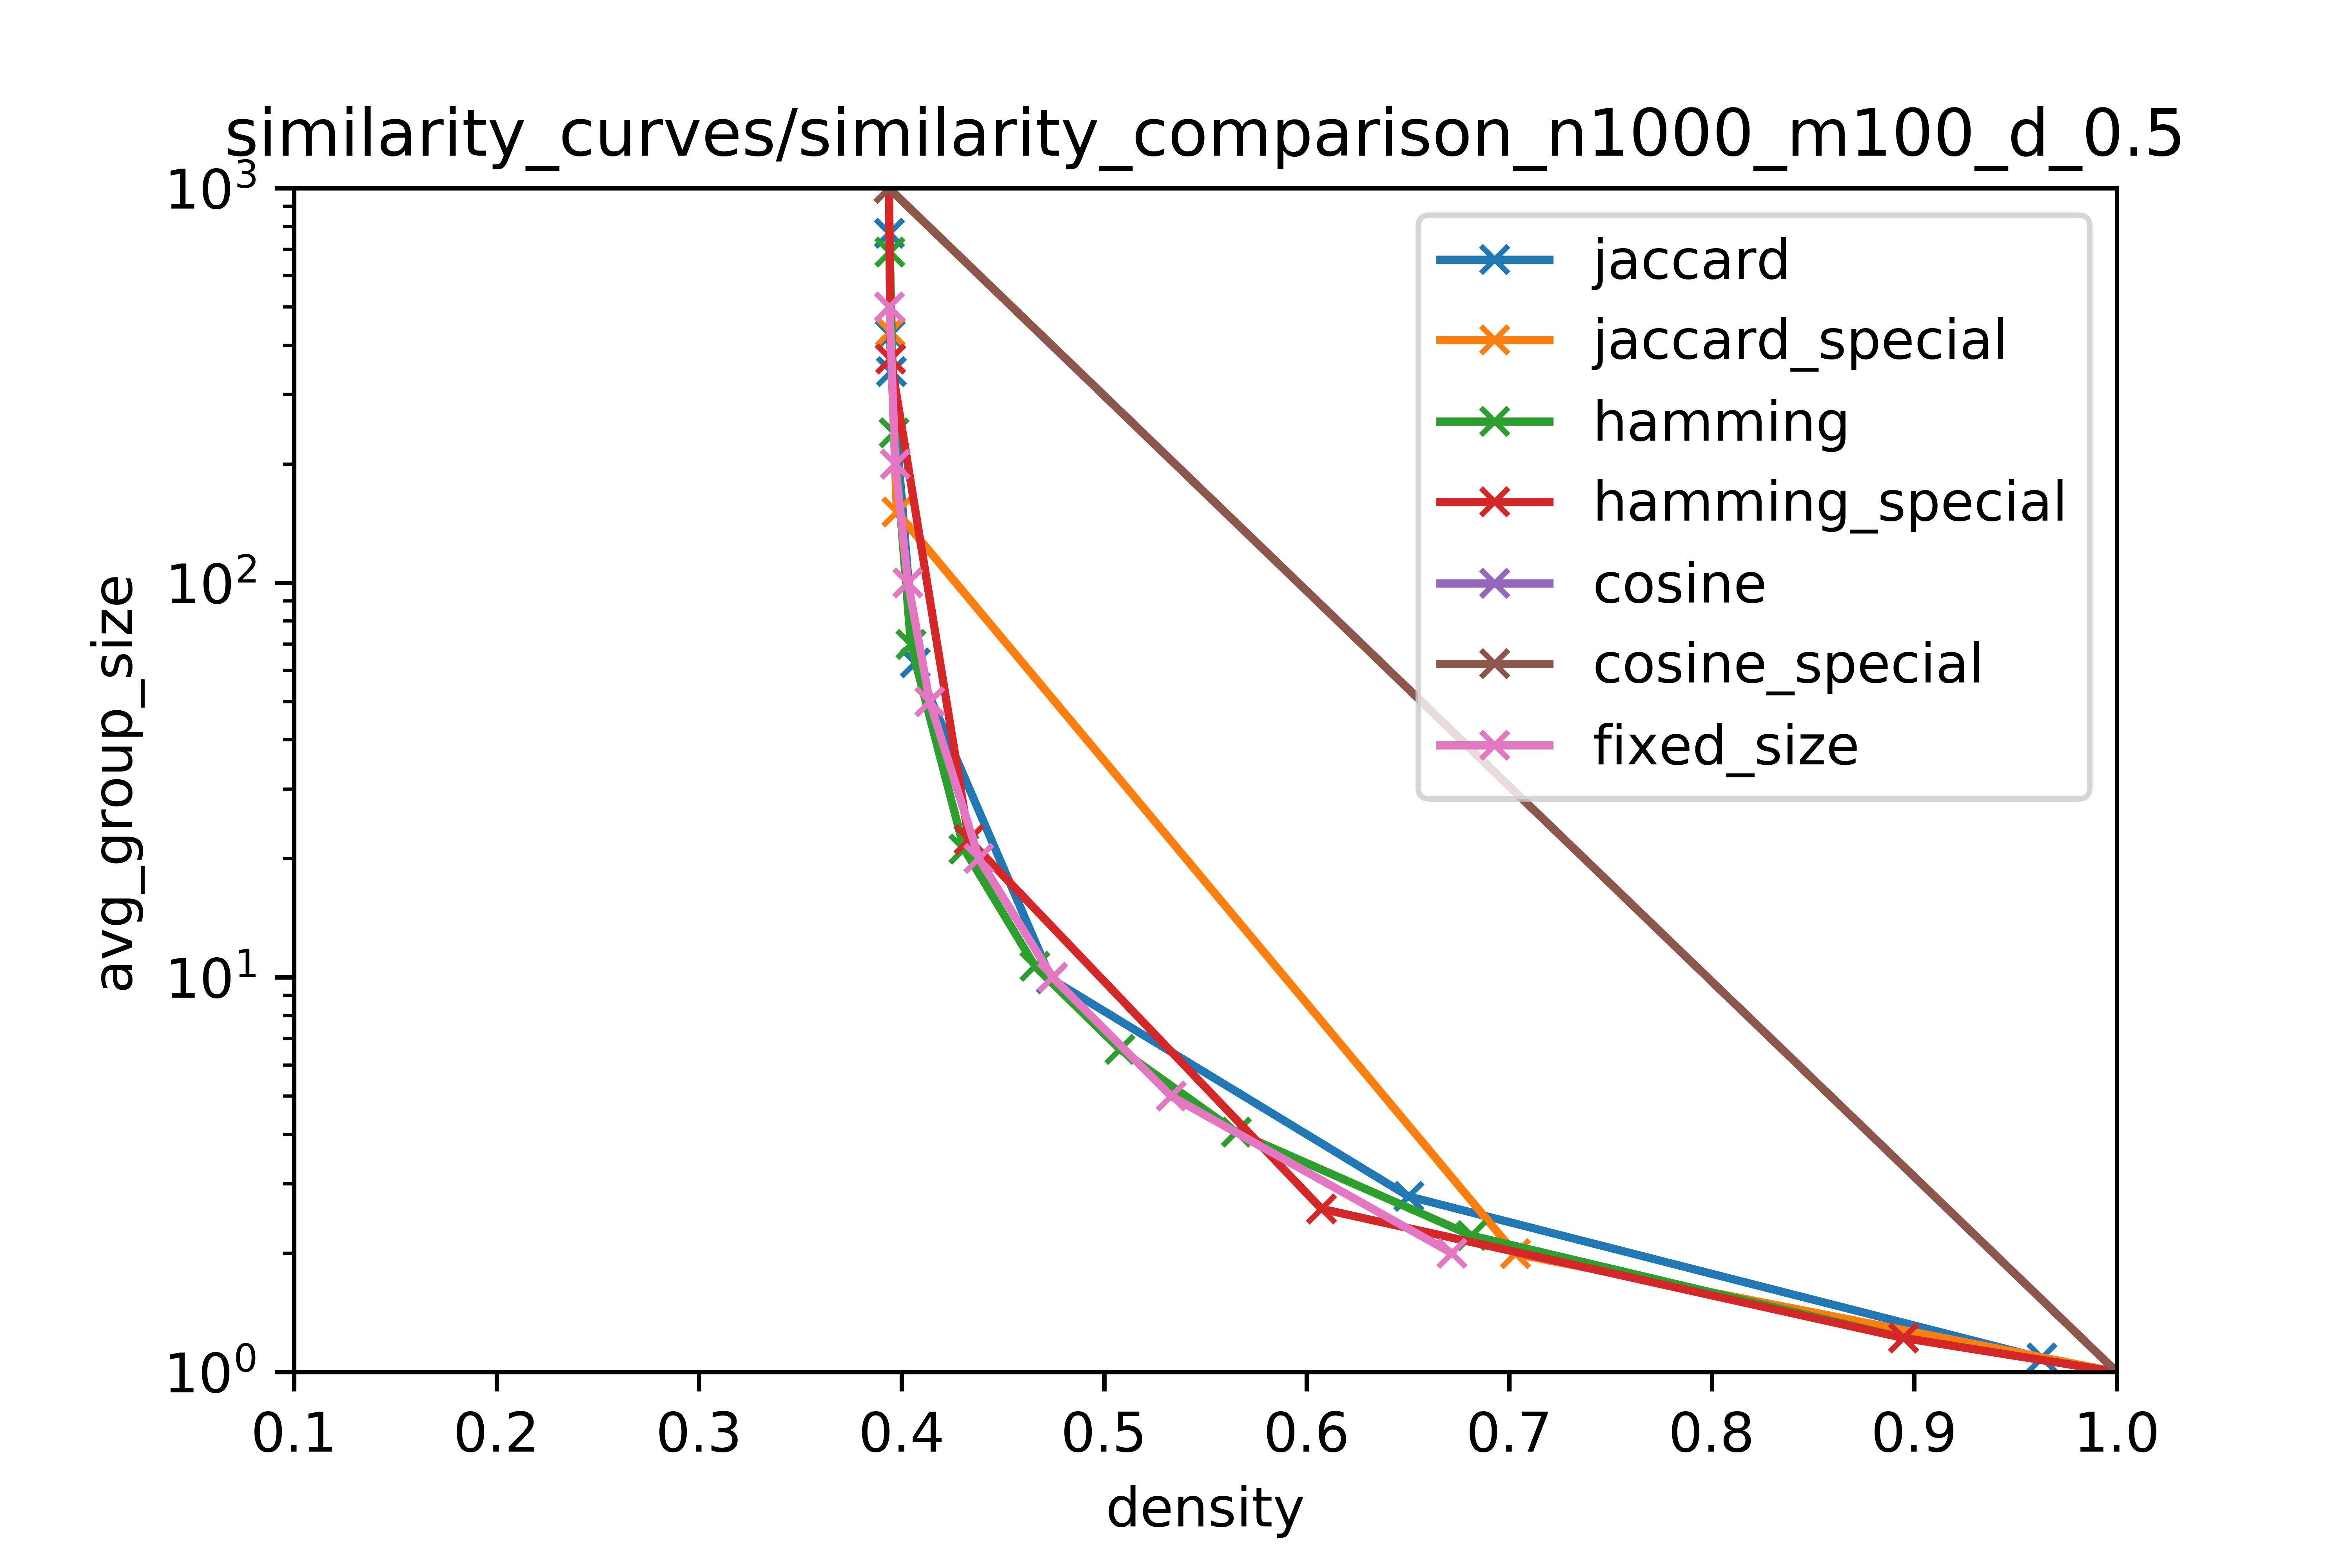 similarity_curves/similarity_comparison_n1000_m100_d_0.5
10³
10²
10¹
10⁰
avg_group_size
jaccard
jaccard_special
hamming
hamming_special
cosine
cosine_special
fixed_size
0.1 0.2 0.3 0.4 0.5 0.6 0.7 0.8 0.9 1.0
density